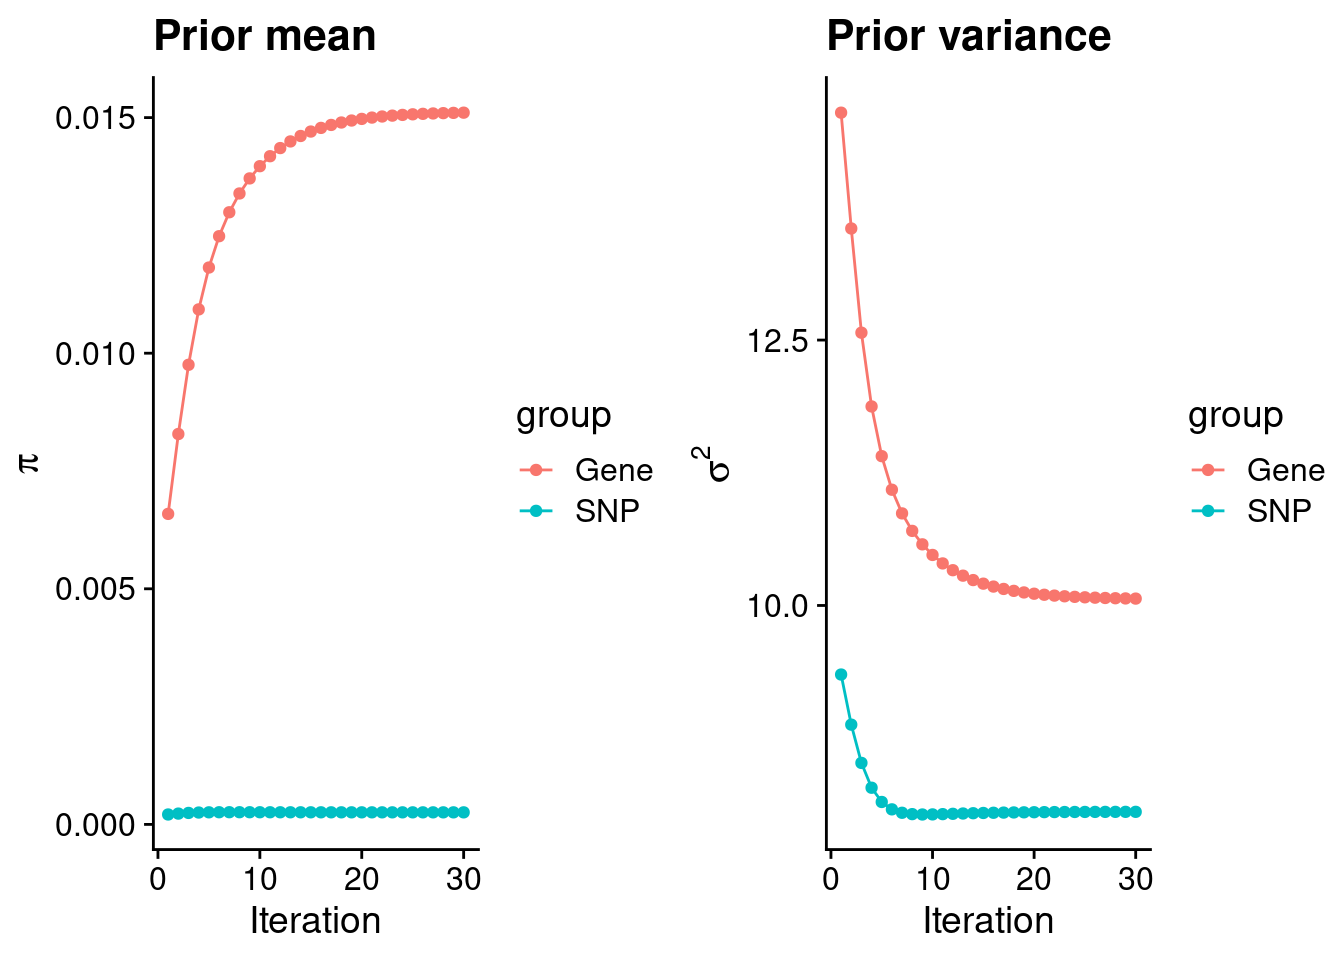 Prior mean
0.015
0.010
0.005
0.000
π
0 10 20 30
Iteration
group
Gene
SNP
Prior variance
12.5
10.0
σ²
0 10 20 30
Iteration
group
Gene
SNP